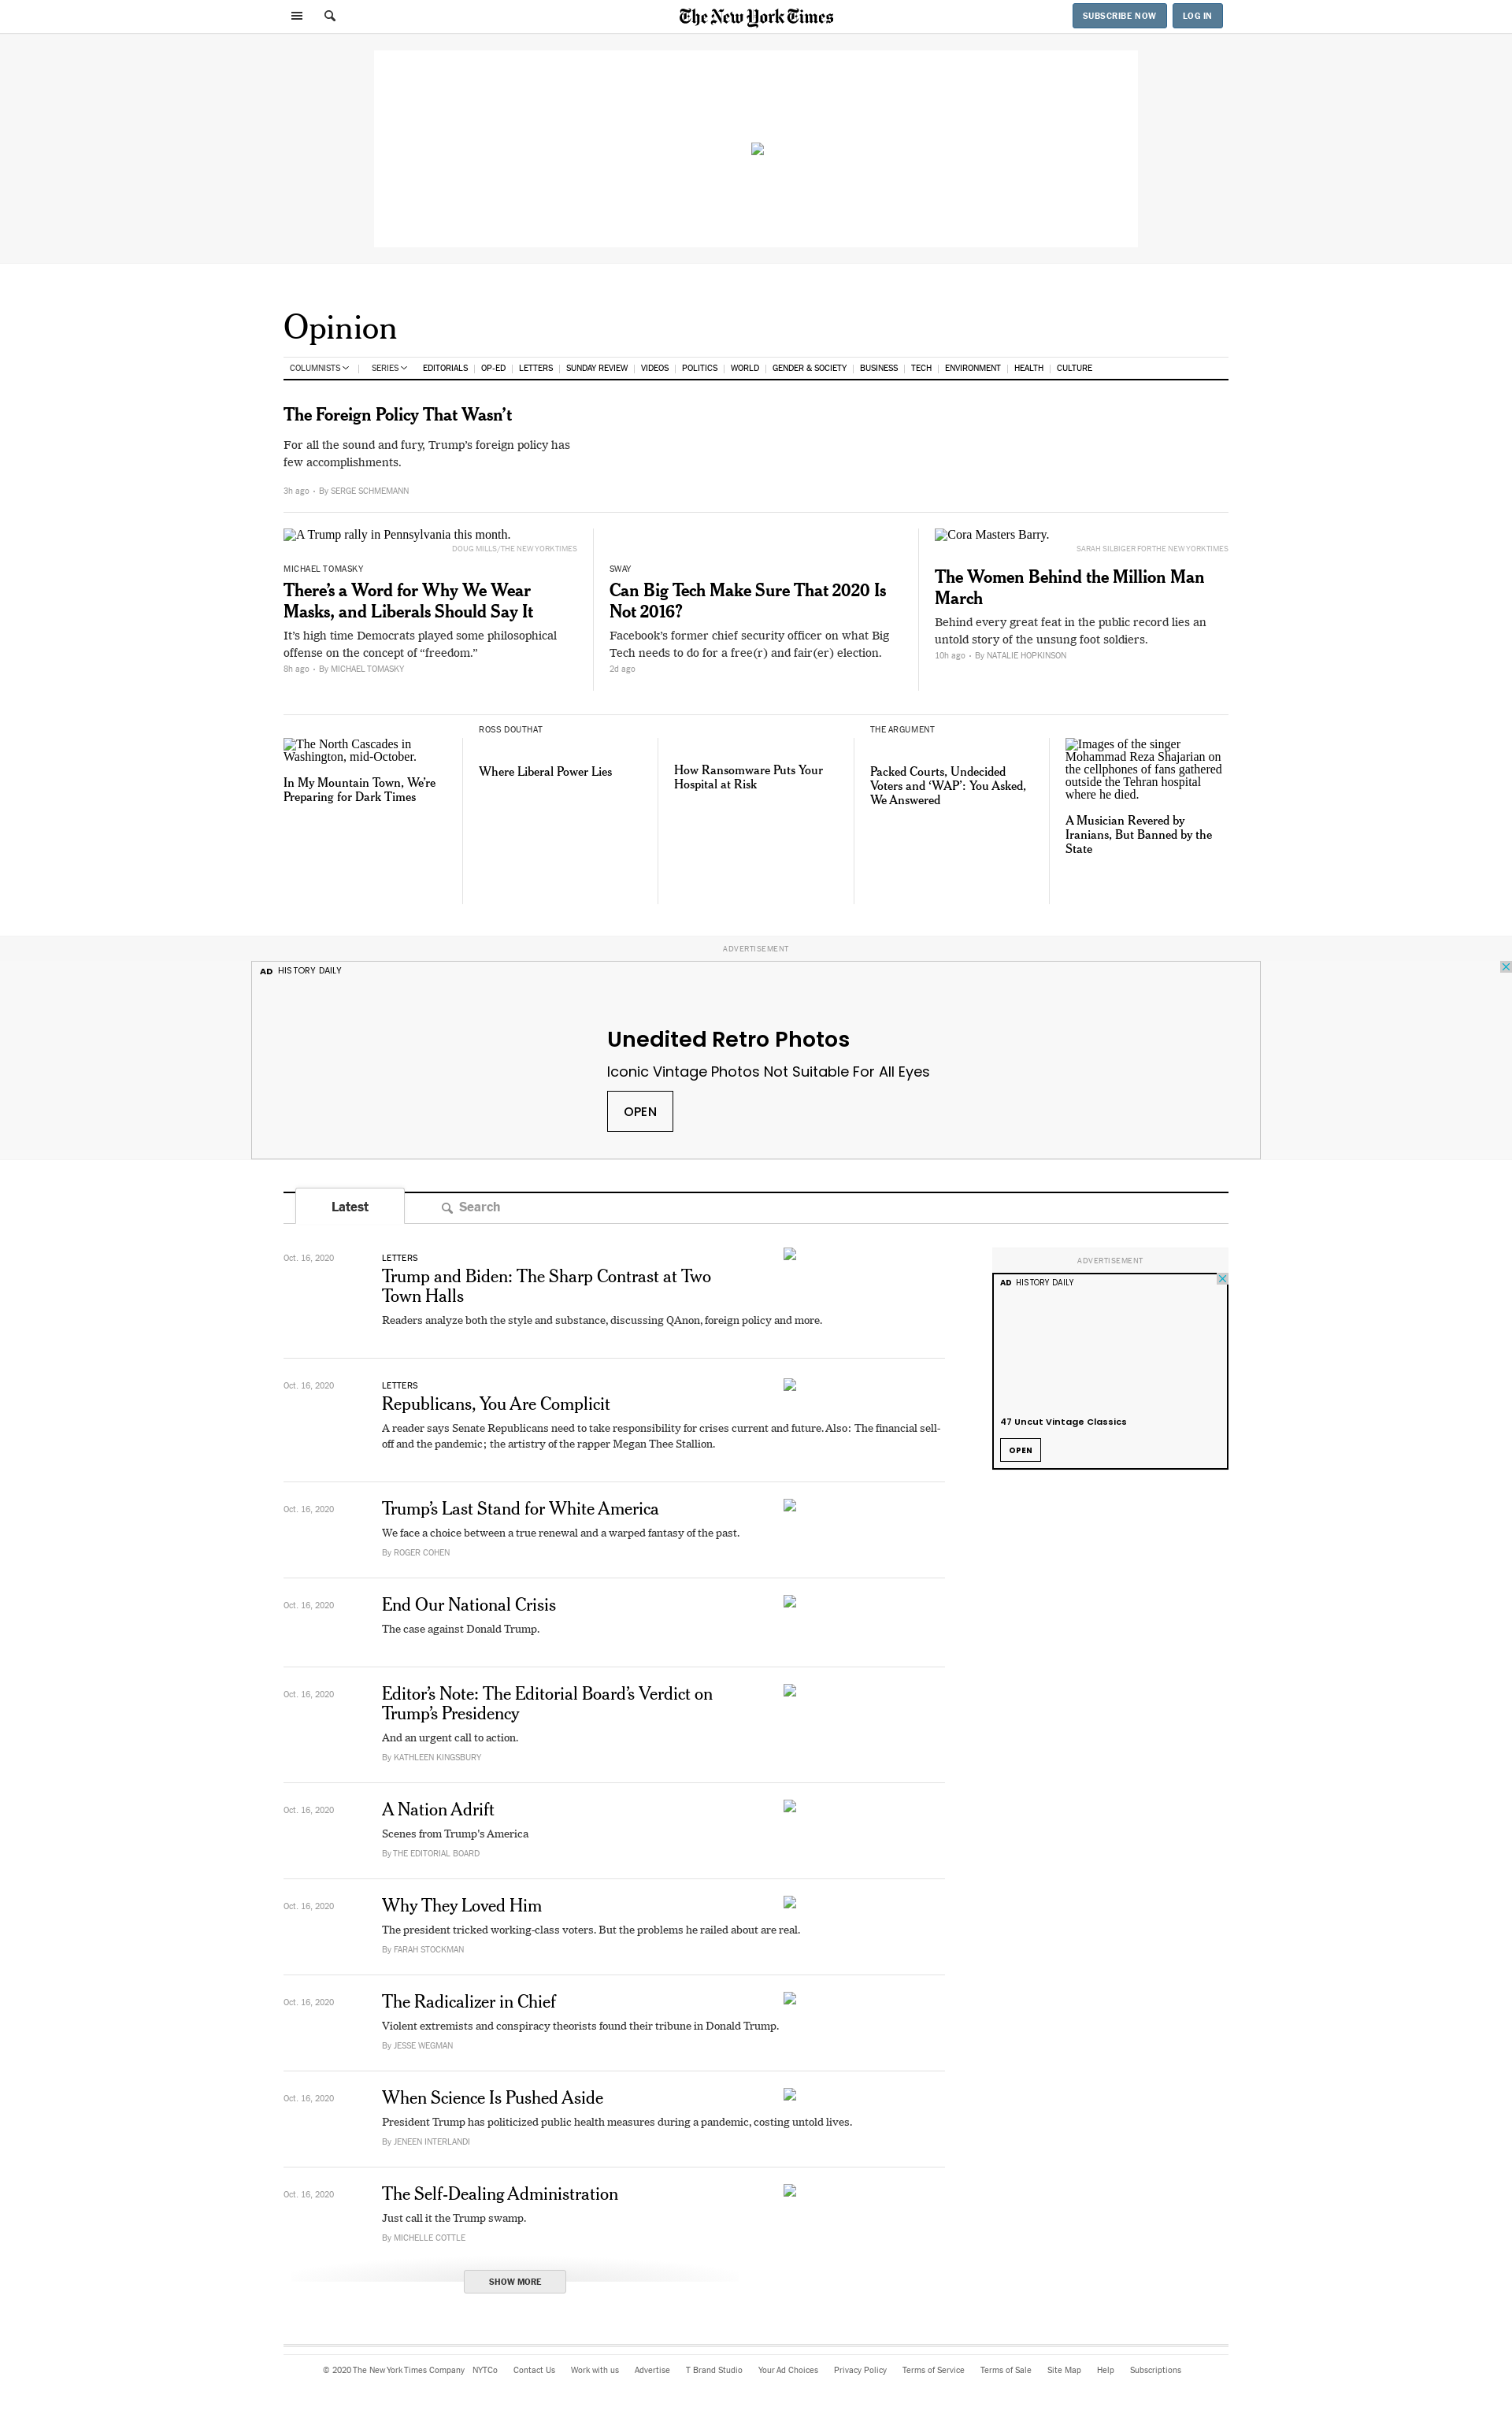 The New York Times
SUBSCRIBE NOW
LOG IN
Opinion
COLUMNISTS SERIES EDITORIALS OP-ED LETTERS SUNDAY REVIEW VIDEOS POLITICS WORLD GENDER & SOCIETY BUSINESS TECH ENVIRONMENT HEALTH CULTURE
The Foreign Policy That Wasn’t
For all the sound and fury, Trump’s foreign policy has
few accomplishments.
3h ago • By SERGE SCHMEMANN
A Trump rally in Pennsylvania this month.
DOUG MILLS/THE NEW YORK TIMES
MICHAEL TOMASKY
There’s a Word for Why We Wear
Masks, and Liberals Should Say It
It’s high time Democrats played some philosophical
offense on the concept of “freedom.”
8h ago • By MICHAEL TOMASKY
SWAY
Can Big Tech Make Sure That 2020 Is
Not 2016?
Facebook’s former chief security officer on what Big
Tech needs to do for a free(r) and fair(er) election.
2d ago
Cora Masters Barry.
SARAH SILBIGER FOR THE NEW YORK TIMES
The Women Behind the Million Man
March
Behind every great feat in the public record lies an
untold story of the unsung foot soldiers.
10h ago • By NATALIE HOPKINSON
The North Cascades in
Washington, mid-October.
In My Mountain Town, We’re
Preparing for Dark Times
ROSS DOUTHAT
Where Liberal Power Lies
How Ransomware Puts Your
Hospital at Risk
THE ARGUMENT
Packed Courts, Undecided
Voters and ‘WAP’: You Asked,
We Answered
Images of the singer
Mohammad Reza Shajarian on
the cellphones of fans gathered
outside the Tehran hospital
where he died.
A Musician Revered by
Iranians, But Banned by the
State
ADVERTISEMENT
AD HISTORY DAILY
Unedited Retro Photos
Iconic Vintage Photos Not Suitable For All Eyes
OPEN
Latest
Search
Oct. 16, 2020
LETTERS
Trump and Biden: The Sharp Contrast at Two
Town Halls
Readers analyze both the style and substance, discussing QAnon, foreign policy and more.
ADVERTISEMENT
AD HISTORY DAILY
47 Uncut Vintage Classics
OPEN
Oct. 16, 2020
LETTERS
Republicans, You Are Complicit
A reader says Senate Republicans need to take responsibility for crises current and future. Also: The financial sell-
off and the pandemic; the artistry of the rapper Megan Thee Stallion.
Oct. 16, 2020
Trump’s Last Stand for White America
We face a choice between a true renewal and a warped fantasy of the past.
By ROGER COHEN
Oct. 16, 2020
End Our National Crisis
The case against Donald Trump.
Oct. 16, 2020
Editor’s Note: The Editorial Board’s Verdict on
Trump’s Presidency
And an urgent call to action.
By KATHLEEN KINGSBURY
Oct. 16, 2020
A Nation Adrift
Scenes from Trump’s America
By THE EDITORIAL BOARD
Oct. 16, 2020
Why They Loved Him
The president tricked working-class voters. But the problems he railed about are real.
By FARAH STOCKMAN
Oct. 16, 2020
The Radicalizer in Chief
Violent extremists and conspiracy theorists found their tribune in Donald Trump.
By JESSE WEGMAN
Oct. 16, 2020
When Science Is Pushed Aside
President Trump has politicized public health measures during a pandemic, costing untold lives.
By JENEEN INTERLANDI
Oct. 16, 2020
The Self-Dealing Administration
Just call it the Trump swamp.
By MICHELLE COTTLE
SHOW MORE
© 2020 The New York Times Company NYTCo Contact Us Work with us Advertise T Brand Studio Your Ad Choices Privacy Policy Terms of Service Terms of Sale Site Map Help Subscriptions